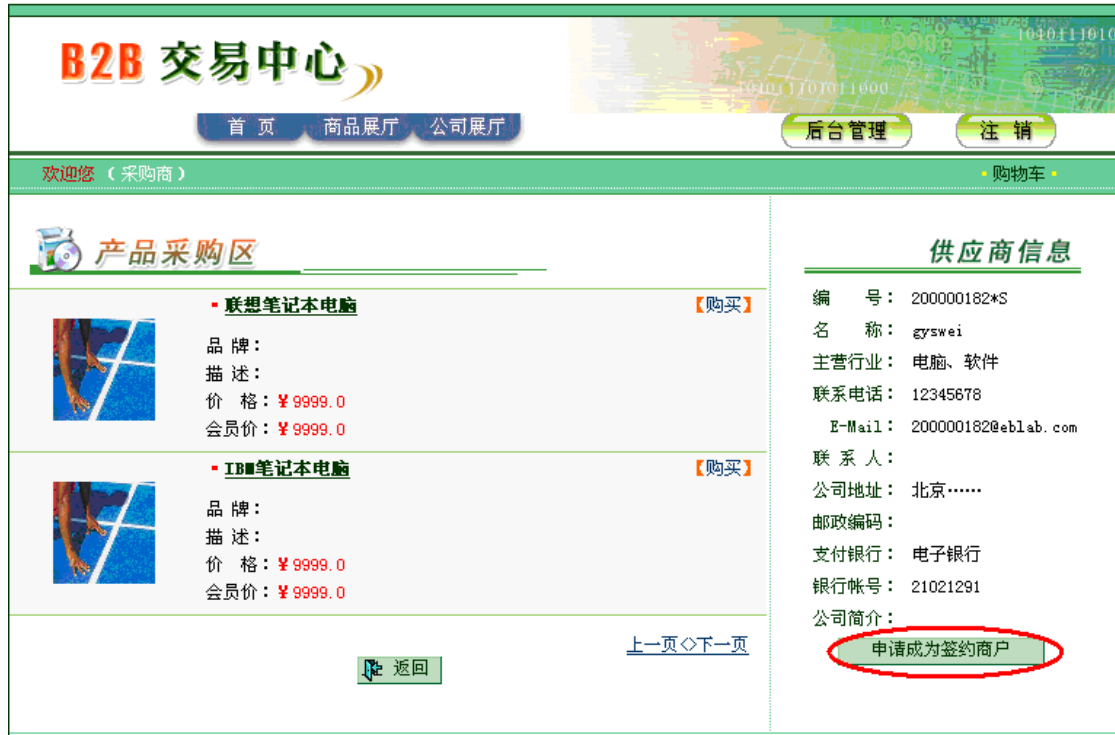 B2B 交易中心
1010111010
1010111101011000
首 页 商品展厅 公司展厅
后台管理 注 销
欢迎您 （采购商）
购物车
产品采购区
联想笔记本电脑 【购买】
品 牌：
描 述：
价 格：￥9999.0
会员价：￥9999.0
IBM笔记本电脑 【购买】
品 牌：
描 述：
价 格：￥9999.0
会员价：￥9999.0
上一页◇下一页
返回
供应商信息
编 号： 200000182*S
名 称： gyswei
主营行业： 电脑、软件
联系电话： 12345678
E-Mail： 200000182@eblab.com
联 系 人：
公司地址： 北京……
邮政编码：
支付银行： 电子银行
银行帐号： 21021291
公司简介：
申请成为签约商户